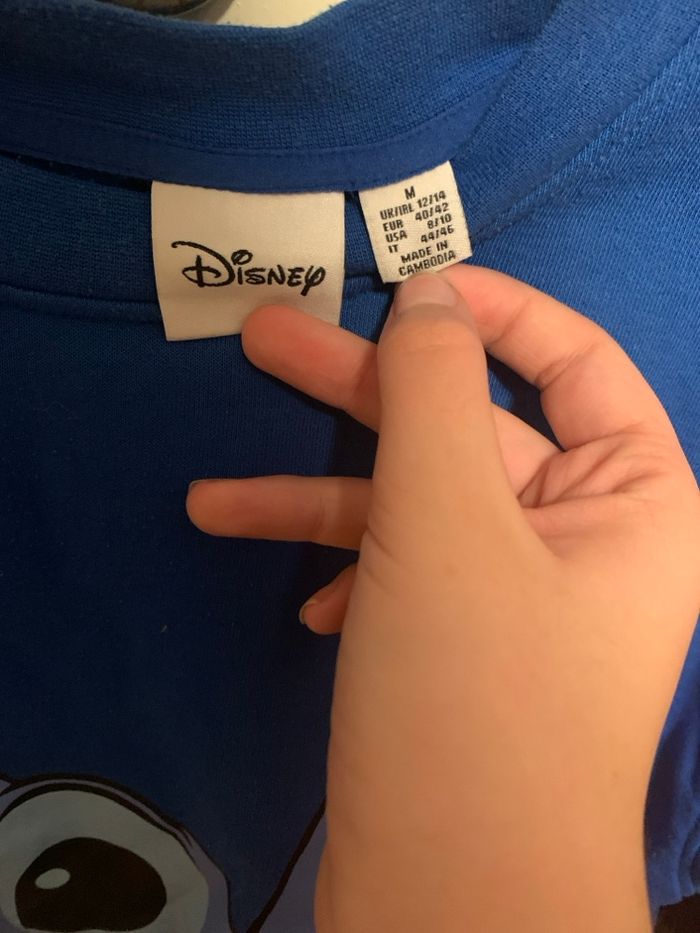 Disney
M
UK/IRL 12/14
EUR 40/42
USA 8/10
IT 44/46
MADE IN
CAMBODIA